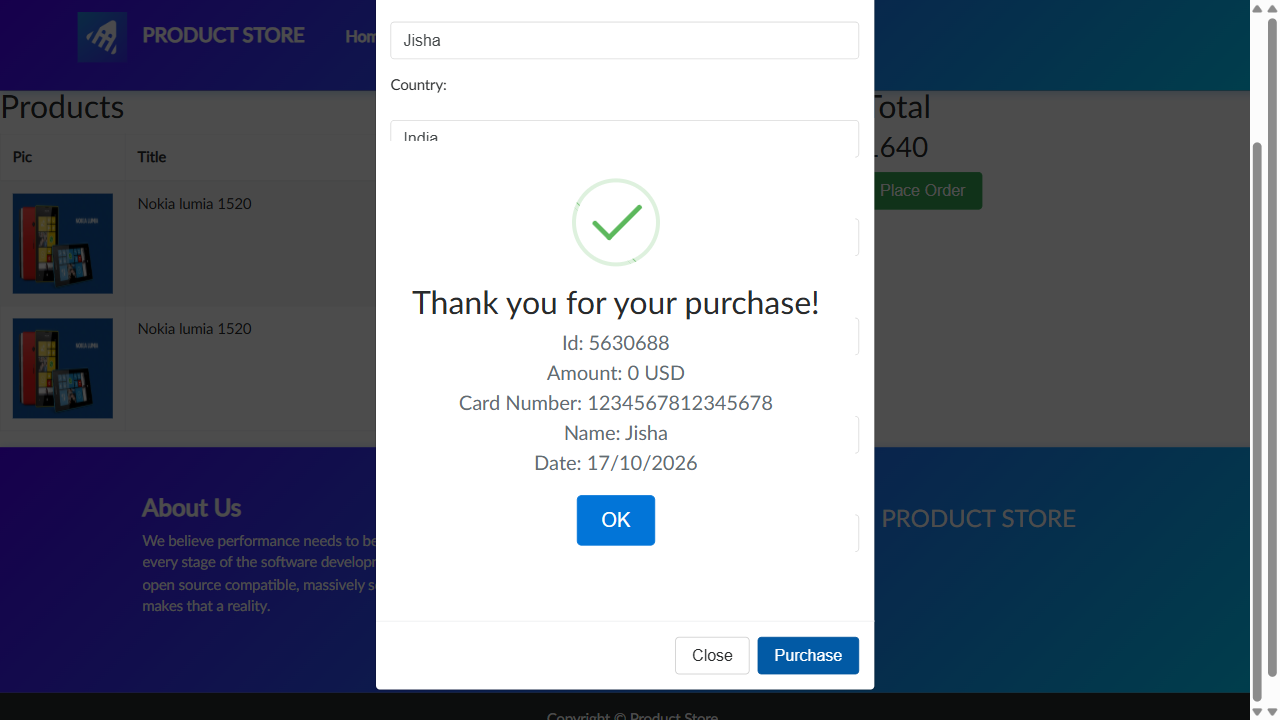 PRODUCT STORE
Jisha
Country:
India
Products
Pic
Title
Nokia lumia 1520
Nokia lumia 1520
Total
1640
Place Order
Thank you for your purchase!
Id: 5630688
Amount: 0 USD
Card Number: 1234567812345678
Name: Jisha
Date: 17/10/2026
OK
About Us
We believe performance needs to be
every stage of the software
open source compatible, massively
makes that a reality.
PRODUCT STORE
Close
Purchase
Copyright © Product Store